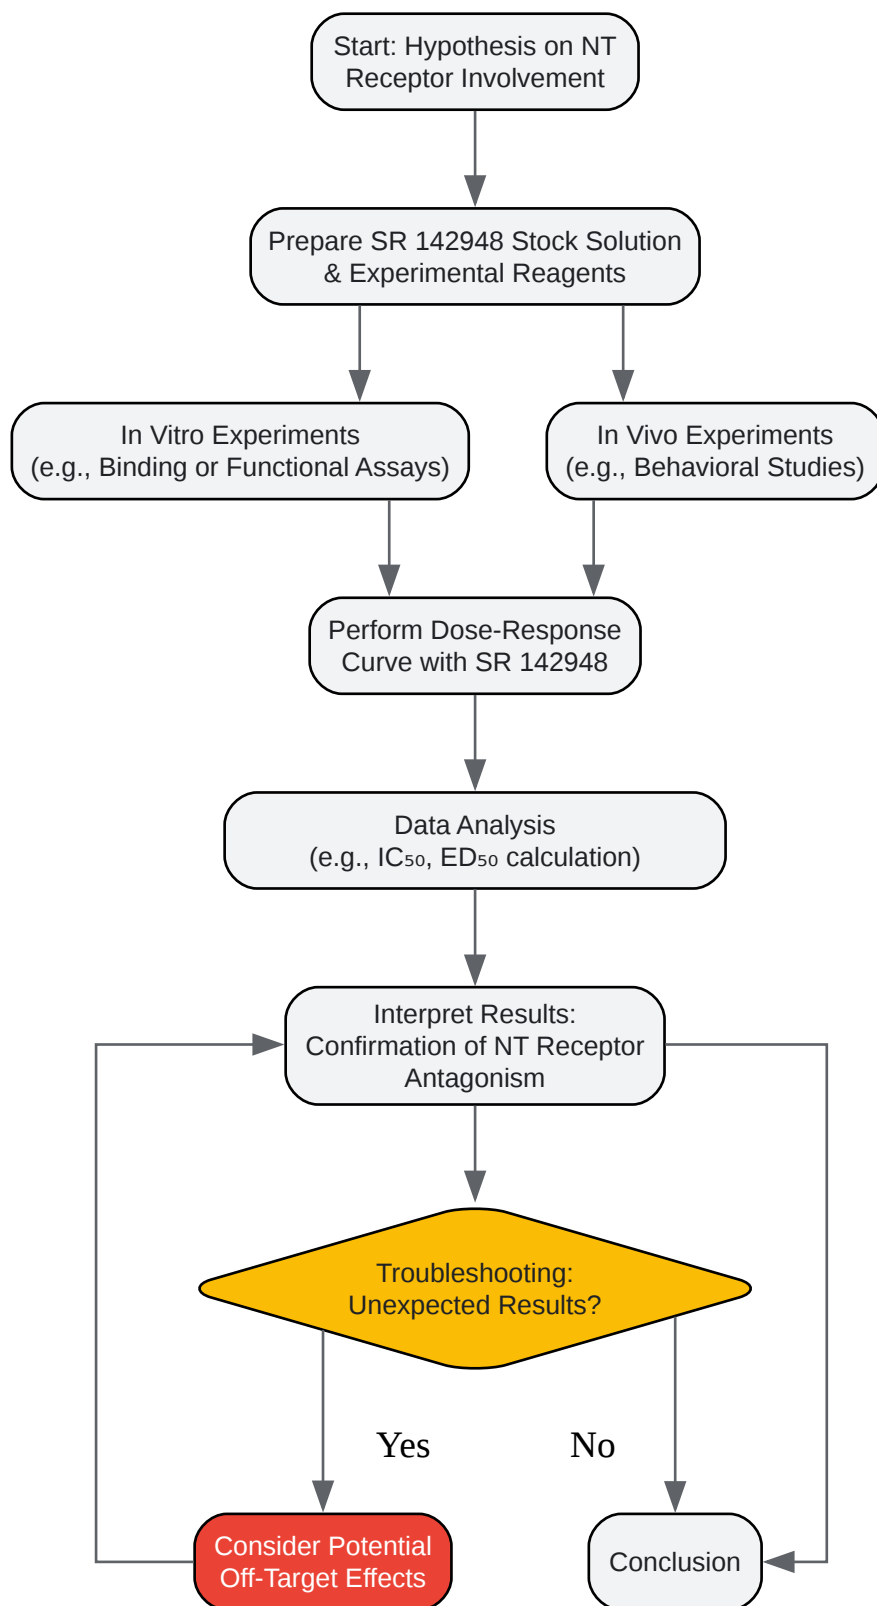 Start: Hypothesis on NT
Receptor Involvement
Prepare SR 142948 Stock Solution
& Experimental Reagents
In Vitro Experiments
(e.g., Binding or Functional Assays)
In Vivo Experiments
(e.g., Behavioral Studies)
Perform Dose-Response
Curve with SR 142948
Data Analysis
(e.g., IC₅₀, ED₅₀ calculation)
Interpret Results:
Confirmation of NT Receptor
Antagonism
Troubleshooting:
Unexpected Results?
Yes
No
Consider Potential
Off-Target Effects
Conclusion